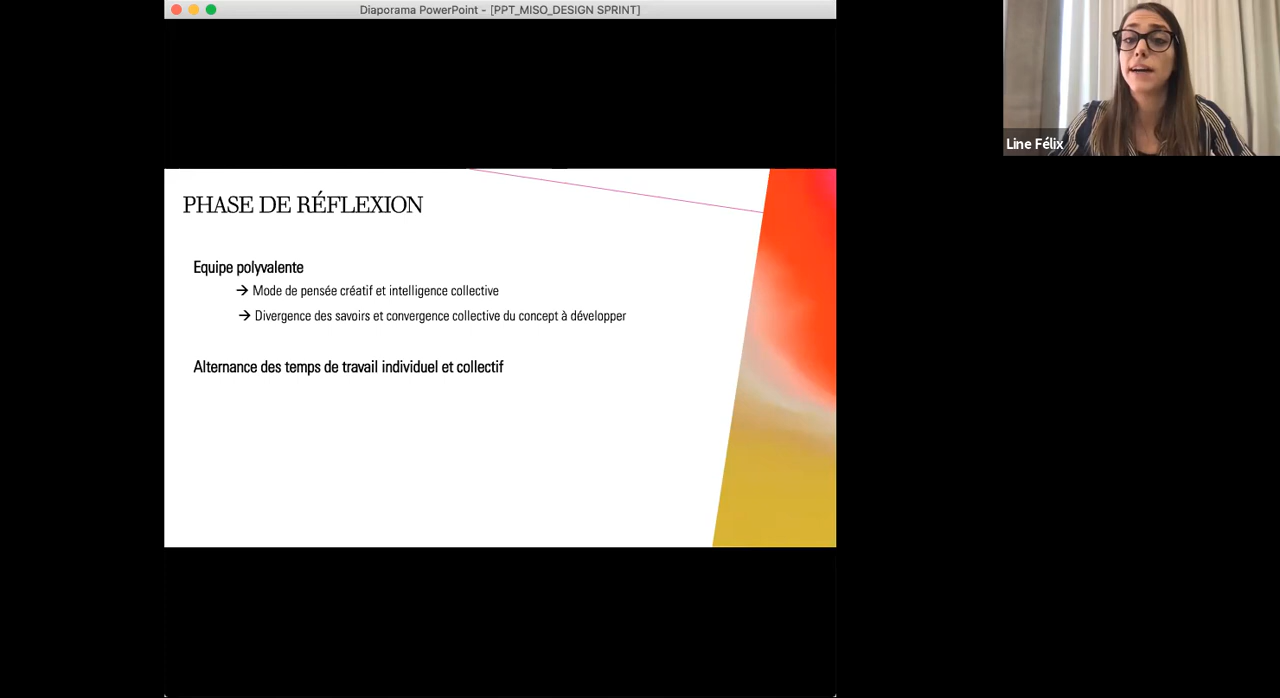 Diaporama PowerPoint - [PPT_MISO_DESIGN SPRINT]
Line Félix
PHASE DE RÉFLEXION
Equipe polyvalente
→ Mode de pensée créatif et intelligence collective
→ Divergence des savoirs et convergence collective du concept à développer
Alternance des temps de travail individuel et collectif